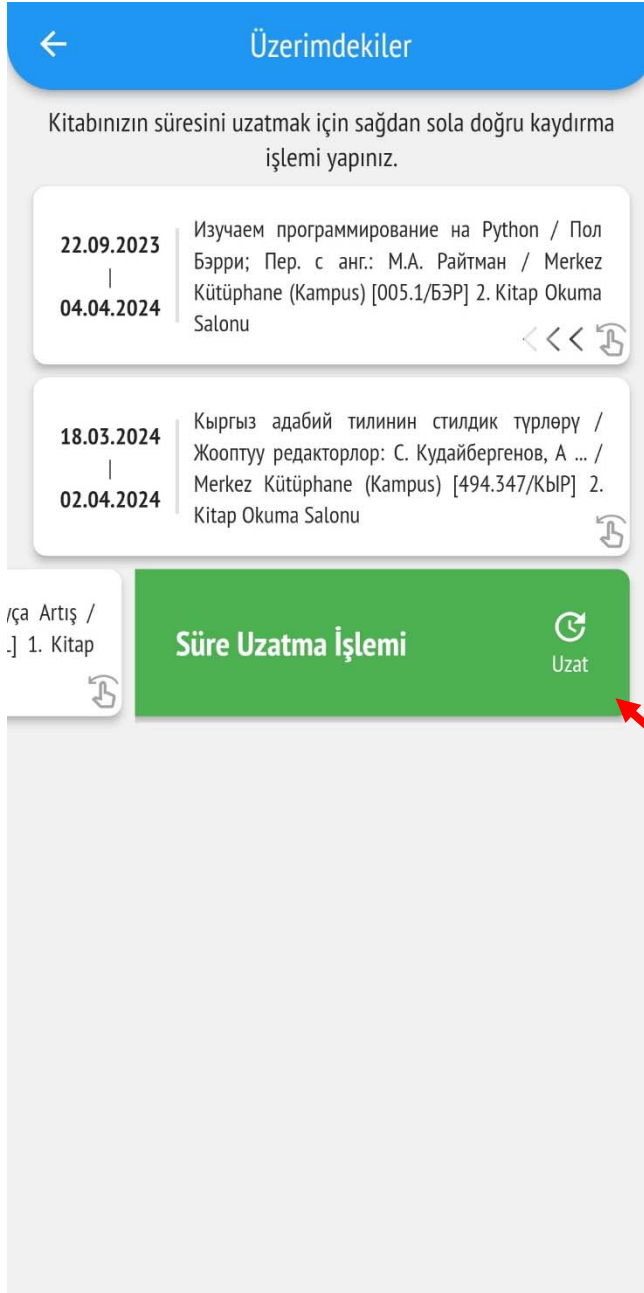 Üzerimdekiler
Kitabınızın süresini uzatmak için sağdan sola doğru kaydırma
işlemi yapınız.
22.09.2023
|
04.04.2024
Изучаем программирование на Python / Пол
Бэрри; Пер. с анг.: М.А. Райтман / Merkez
Kütüphane (Kampus) [005.1/БЭР] 2. Kitap Okuma
Salonu
18.03.2024
|
02.04.2024
Кыргыз адабий тилинин стилдик түрлөрү /
Жооптуу редакторлор: С. Кудайбергенов, А ... /
Merkez Kütüphane (Kampus) [494.347/КЫР] 2.
Kitap Okuma Salonu
Artış /
] 1. Kitap
Süre Uzatma İşlemi
Uzat